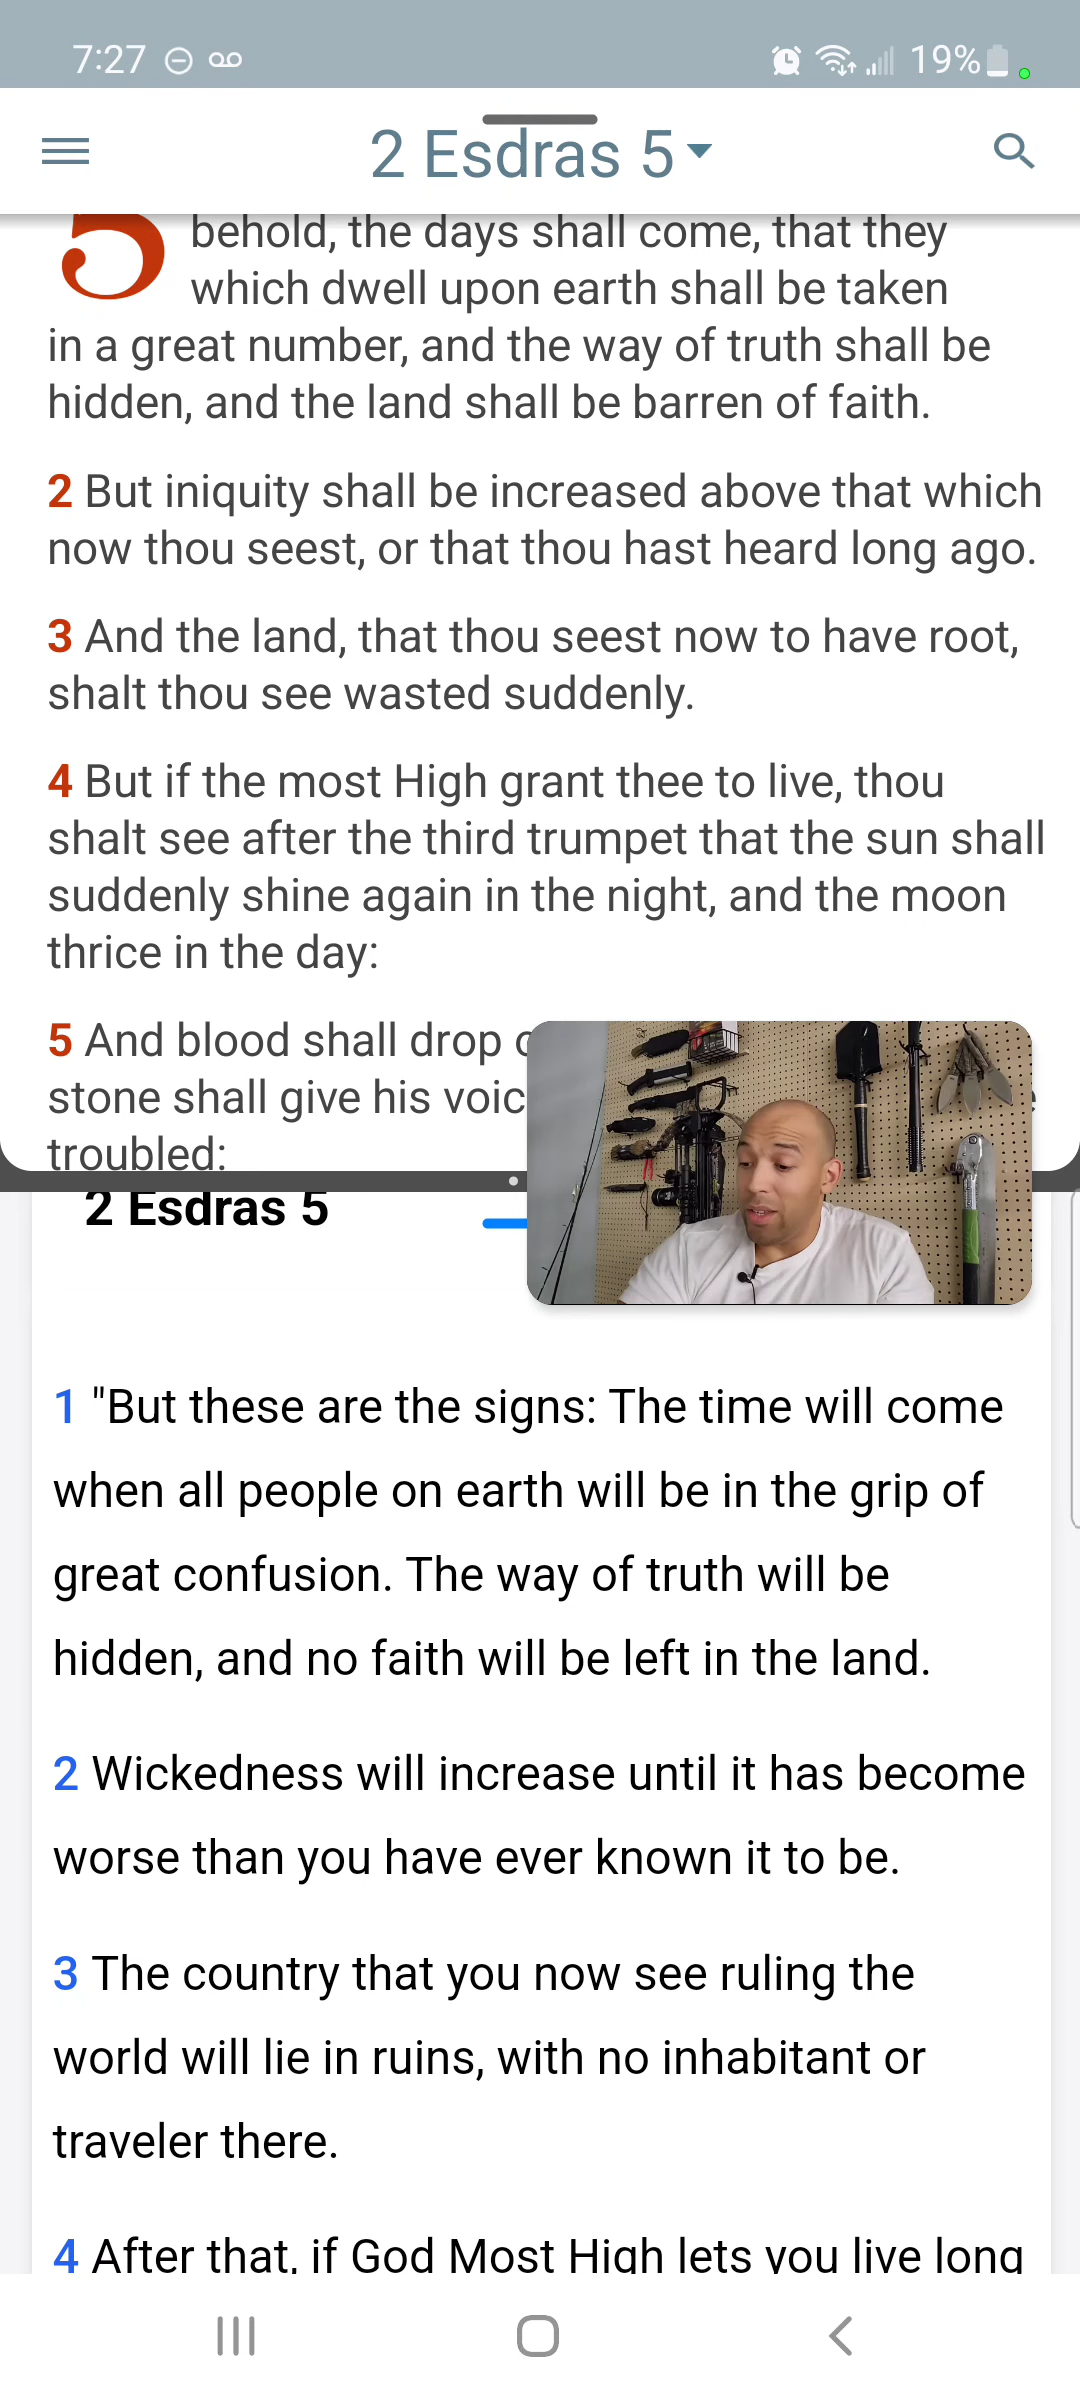 7:27
19%
2 Esdras 5
5 behold, the days shall come, that they
which dwell upon earth shall be taken
in a great number, and the way of truth shall be
hidden, and the land shall be barren of faith.
2 But iniquity shall be increased above that which
now thou seest, or that thou hast heard long ago.
3 And the land, that thou seest now to have root,
shalt thou see wasted suddenly.
4 But if the most High grant thee to live, thou
shalt see after the third trumpet that the sun shall
suddenly shine again in the night, and the moon
thrice in the day:
5 And blood shall drop
stone shall give his voic
troubled:
2 Esdras 5
1 "But these are the signs: The time will come
when all people on earth will be in the grip of
great confusion. The way of truth will be
hidden, and no faith will be left in the land.
2 Wickedness will increase until it has become
worse than you have ever known it to be.
3 The country that you now see ruling the
world will lie in ruins, with no inhabitant or
traveler there.
4 After that, if God Most High lets you live long